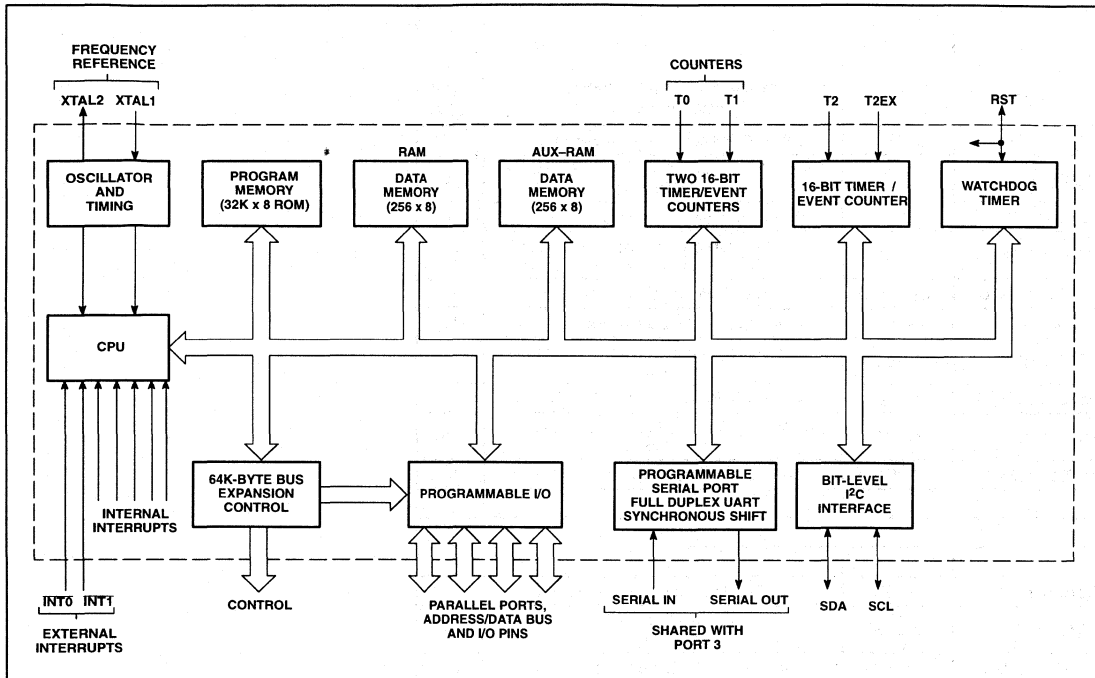 FREQUENCY
REFERENCE
XTAL2 XTAL1
COUNTERS
T0 T1
T2 T2EX
RST
OSCILLATOR
AND
TIMING
PROGRAM
MEMORY
(32K x 8 ROM)
*
RAM
DATA
MEMORY
(256 x 8)
AUX–RAM
DATA
MEMORY
(256 x 8)
TWO 16-BIT
TIMER/EVENT
COUNTERS
16-BIT TIMER /
EVENT COUNTER
WATCHDOG
TIMER
CPU
INTERNAL
INTERRUPTS
64K-BYTE BUS
EXPANSION
CONTROL
PROGRAMMABLE I/O
PROGRAMMABLE
SERIAL PORT
FULL DUPLEX UART
SYNCHRONOUS SHIFT
BIT-LEVEL
I²C
INTERFACE
INT0 INT1
EXTERNAL
INTERRUPTS
CONTROL
PARALLEL PORTS,
ADDRESS/DATA BUS
AND I/O PINS
SERIAL IN SERIAL OUT
SHARED WITH
PORT 3
SDA SCL